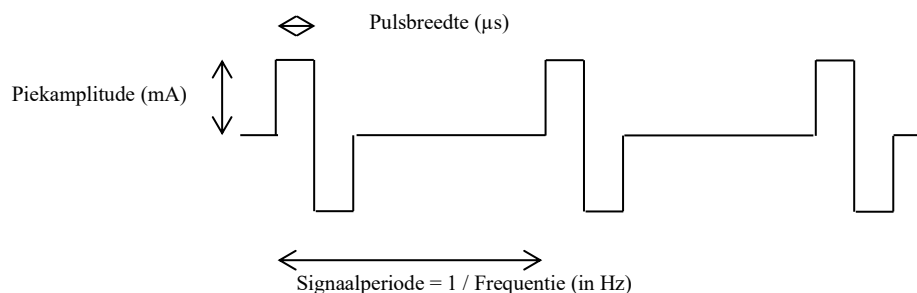 Pulsbreedte (µs)
Piekamplitude (mA)
Signaalperiode = 1 / Frequentie (in Hz)